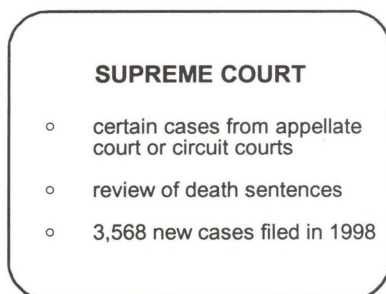 SUPREME COURT
○ certain cases from appellate
court or circuit courts
○ review of death sentences
○ 3,568 new cases filed in 1998